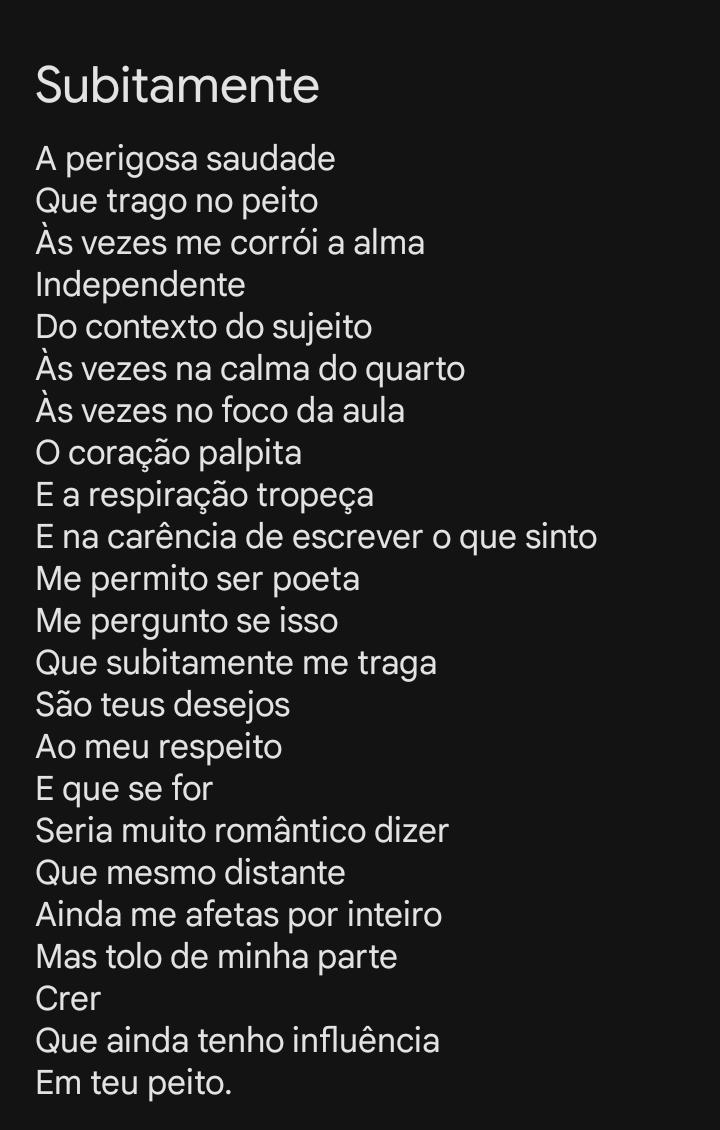 Subitamente
A perigosa saudade
Que trago no peito
Às vezes me corrói a alma
Independente
Do contexto do sujeito
Às vezes na calma do quarto
Às vezes no foco da aula
O coração palpita
E a respiração tropeça
E na carência de escrever o que sinto
Me permito ser poeta
Me pergunto se isso
Que subitamente me traga
São teus desejos
Ao meu respeito
E que se for
Seria muito romântico dizer
Que mesmo distante
Ainda me afetas por inteiro
Mas tolo de minha parte
Crer
Que ainda tenho influência
Em teu peito.